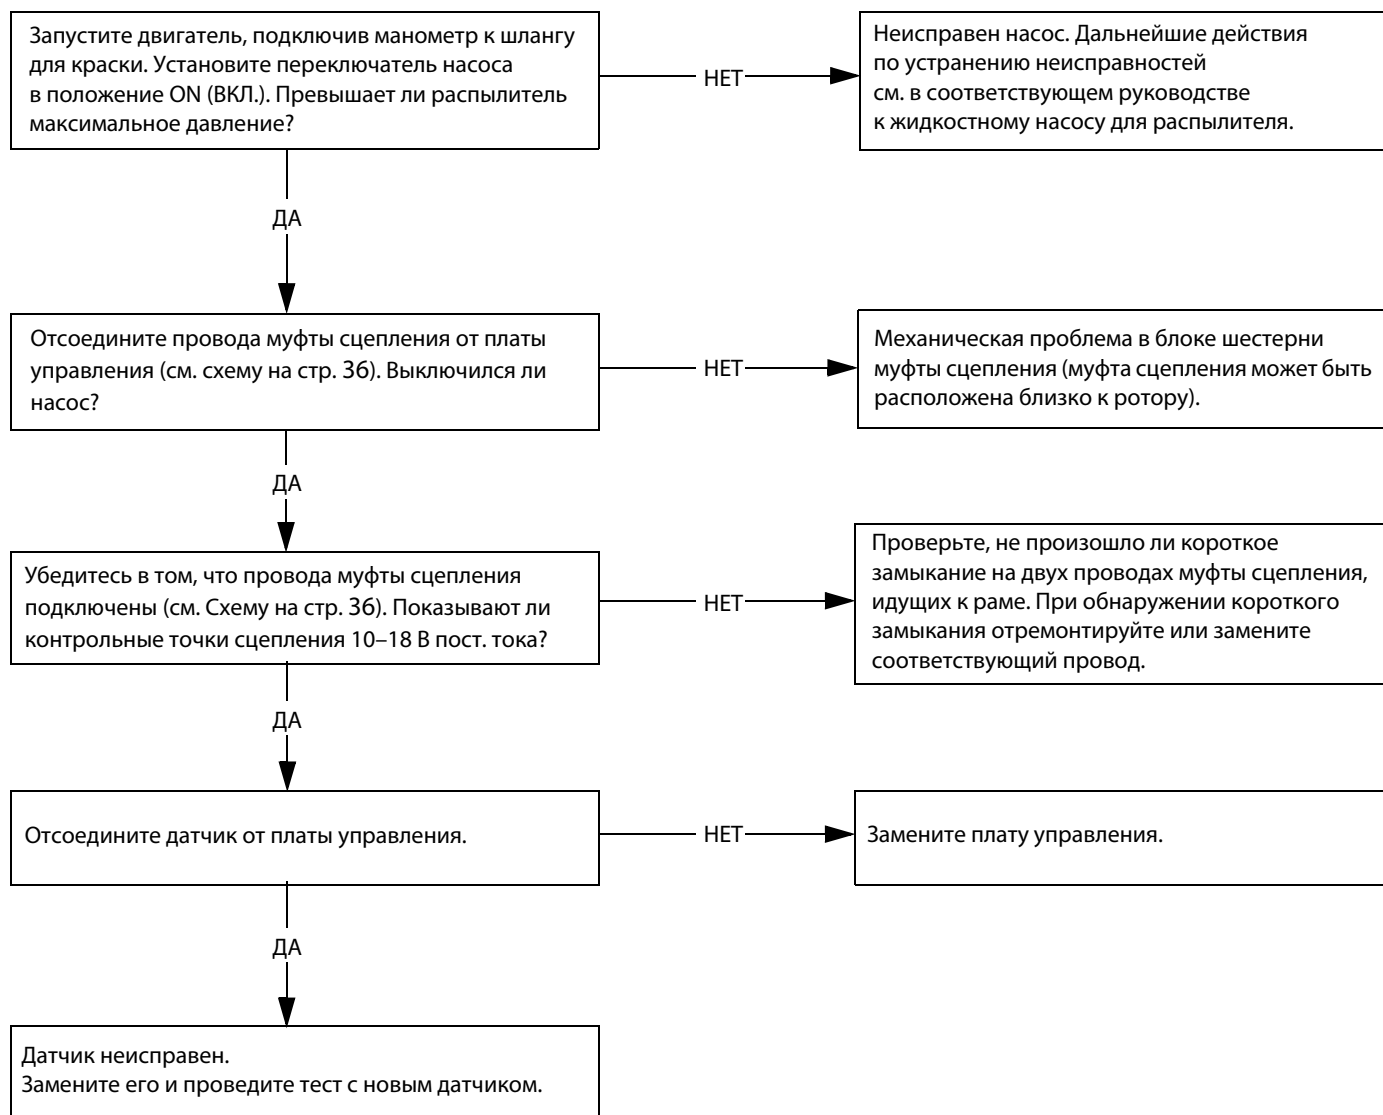 Запустите двигатель, подключив манометр к шлангу
для краски. Установите переключатель насоса
в положение ON (ВКЛ.). Превышает ли распылитель
максимальное давление?
НЕТ
Неисправен насос. Дальнейшие действия
по устранению неисправностей
см. в соответствующем руководстве
к жидкостному насосу для распылителя.
ДА
Отсоедините провода муфты сцепления от платы
управления (см. схему на стр. 36). Выключился ли
насос?
НЕТ
Механическая проблема в блоке шестерни
муфты сцепления (муфта сцепления может быть
расположена близко к ротору).
ДА
Убедитесь в том, что провода муфты сцепления
подключены (см. Схему на стр. 36). Показывают ли
контрольные точки сцепления 10–18 В пост. тока?
НЕТ
Проверьте, не произошло ли короткое
замыкание на двух проводах муфты сцепления,
идущих к раме. При обнаружении короткого
замыкания отремонтируйте или замените
соответствующий провод.
ДА
Отсоедините датчик от платы управления.
НЕТ
Замените плату управления.
ДА
Датчик неисправен.
Замените его и проведите тест с новым датчиком.